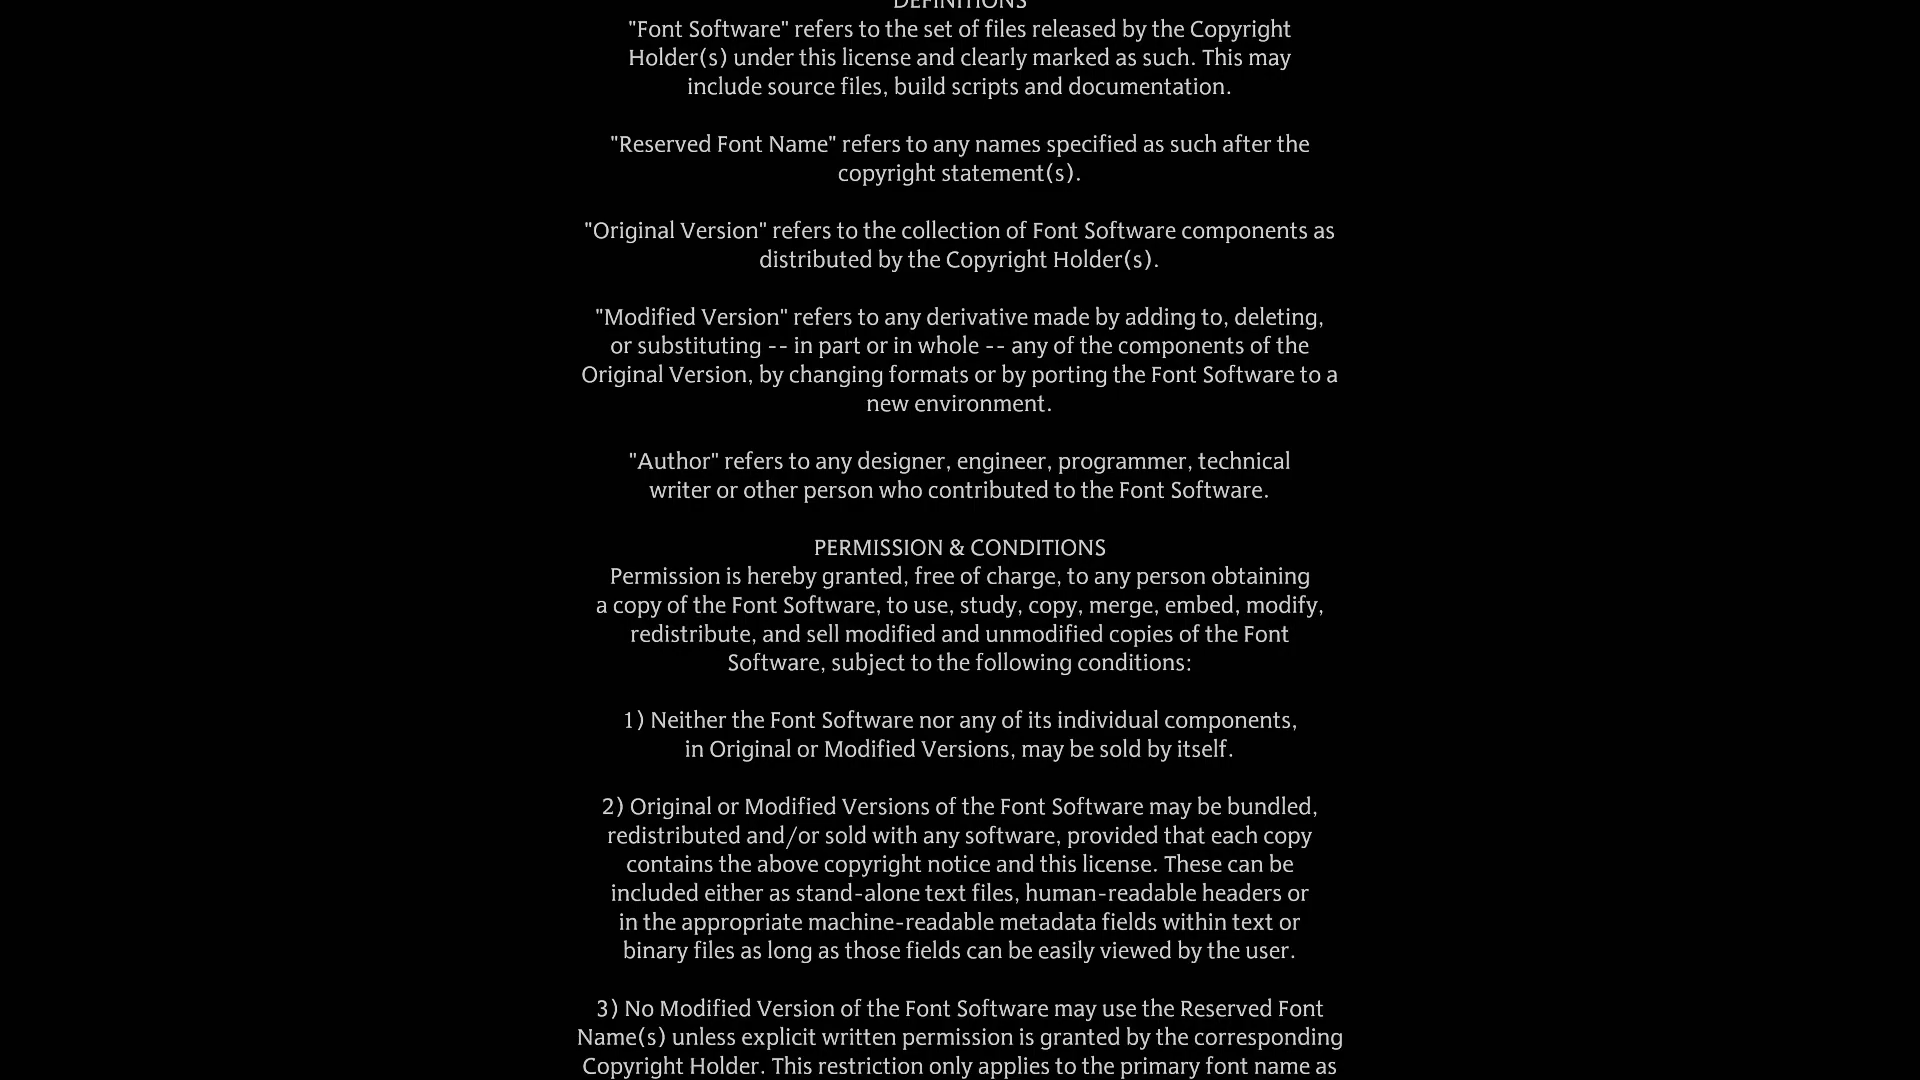 DEFINITIONS
"Font Software" refers to the set of files released by the Copyright
Holder(s) under this license and clearly marked as such. This may
include source files, build scripts and documentation.
"Reserved Font Name" refers to any names specified as such after the
copyright statement(s).
"Original Version" refers to the collection of Font Software components as
distributed by the Copyright Holder(s).
"Modified Version" refers to any derivative made by adding to, deleting,
or substituting -- in part or in whole -- any of the components of the
Original Version, by changing formats or by porting the Font Software to a
new environment.
"Author" refers to any designer, engineer, programmer, technical
writer or other person who contributed to the Font Software.
PERMISSION & CONDITIONS
Permission is hereby granted, free of charge, to any person obtaining
a copy of the Font Software, to use, study, copy, merge, embed, modify,
redistribute, and sell modified and unmodified copies of the Font
Software, subject to the following conditions:
1) Neither the Font Software nor any of its individual components,
in Original or Modified Versions, may be sold by itself.
2) Original or Modified Versions of the Font Software may be bundled,
redistributed and/or sold with any software, provided that each copy
contains the above copyright notice and this license. These can be
included either as stand-alone text files, human-readable headers or
in the appropriate machine-readable metadata fields within text or
binary files as long as those fields can be easily viewed by the user.
3) No Modified Version of the Font Software may use the Reserved Font
Name(s) unless explicit written permission is granted by the corresponding
Copyright Holder. This restriction only applies to the primary font name as